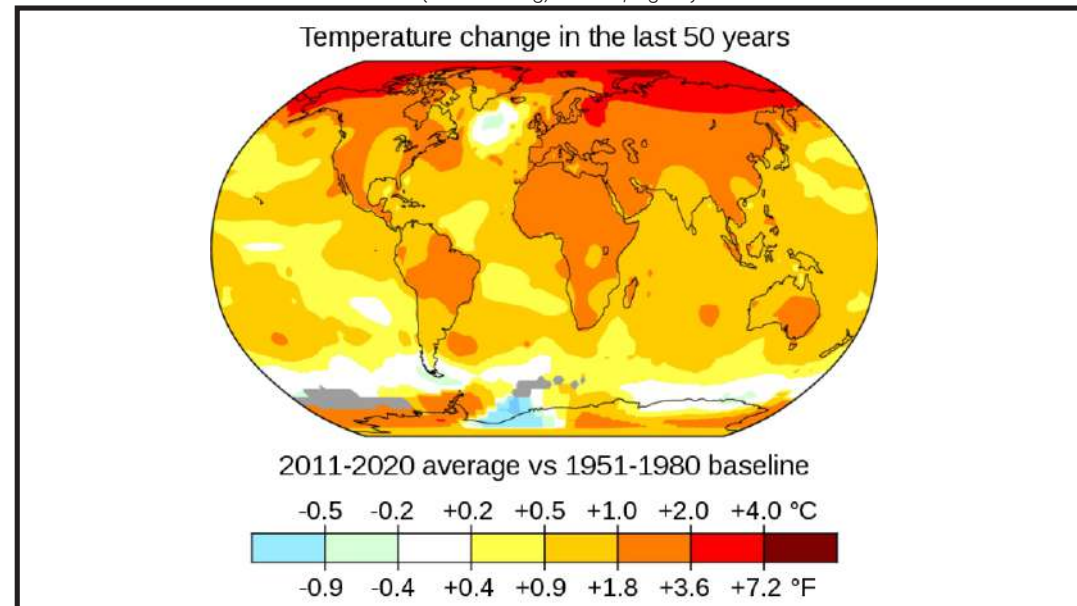 Temperature change in the last 50 years
2011-2020 average vs 1951-1980 baseline
-0.5 -0.2 +0.2 +0.5 +1.0 +2.0 +4.0 °C
-0.9 -0.4 +0.4 +0.9 +1.8 +3.6 +7.2 °F